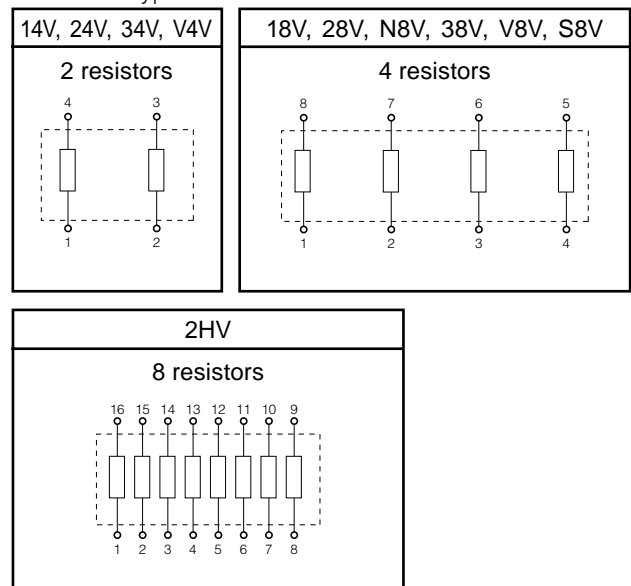 14V, 24V, 34V, V4V
2 resistors
4 3
1 2
18V, 28V, N8V, 38V, V8V, S8V
4 resistors
8 7 6 5
1 2 3 4
2HV
8 resistors
16 15 14 13 12 11 10 9
1 2 3 4 5 6 7 8